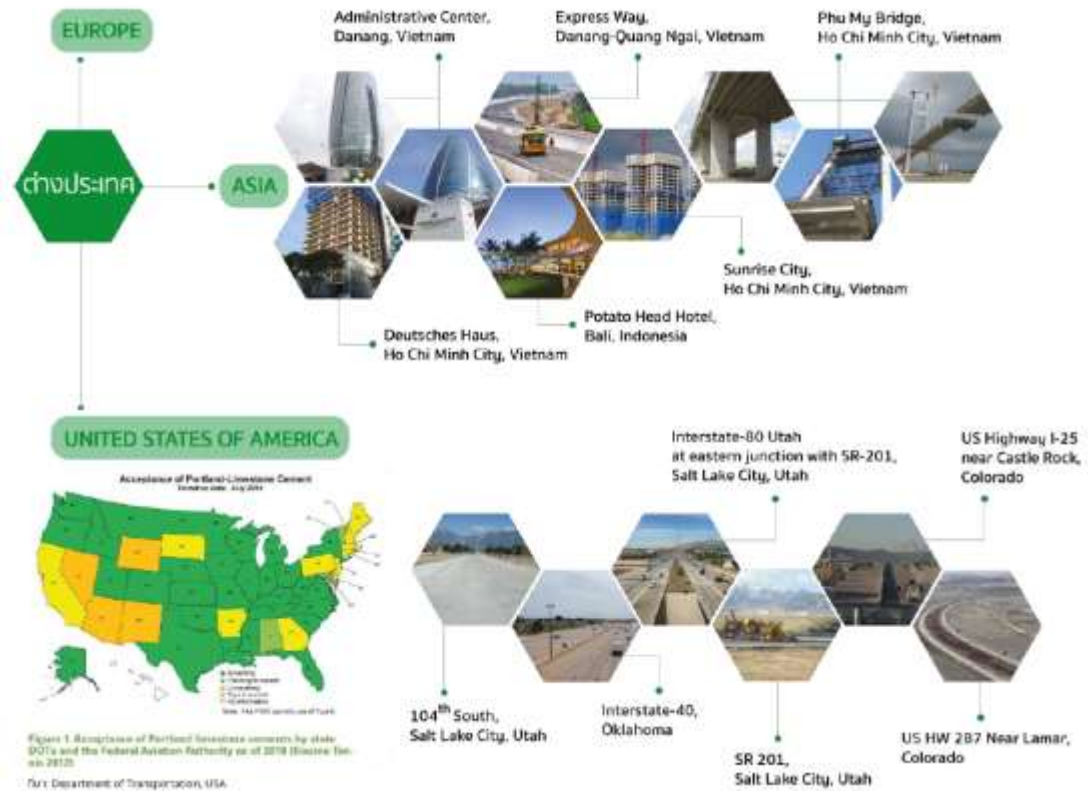 EUROPE
ต่างประเทศ
ASIA
Administrative Center,
Danang, Vietnam
Express Way,
Danang-Quang Ngai, Vietnam
Phu My Bridge,
Ho Chi Minh City, Vietnam
Sunrise City,
Ho Chi Minh City, Vietnam
Potato Head Hotel,
Bali, Indonesia
Deutsches Haus,
Ho Chi Minh City, Vietnam
UNITED STATES OF AMERICA
Acceptance of Portland-Limestone Cement
Interstate-80 Utah
at eastern junction with SR-201,
Salt Lake City, Utah
US Highway I-25
near Castle Rock,
Colorado
104th South,
Salt Lake City, Utah
Interstate-40,
Oklahoma
SR 201,
Salt Lake City, Utah
US HW 287 Near Lamar,
Colorado
Figure 1. Acceptance of Portland limestone cements by state
DOTs and the Federal Aviation Authority as of 2018
ที่มา: Department of Transportation, USA